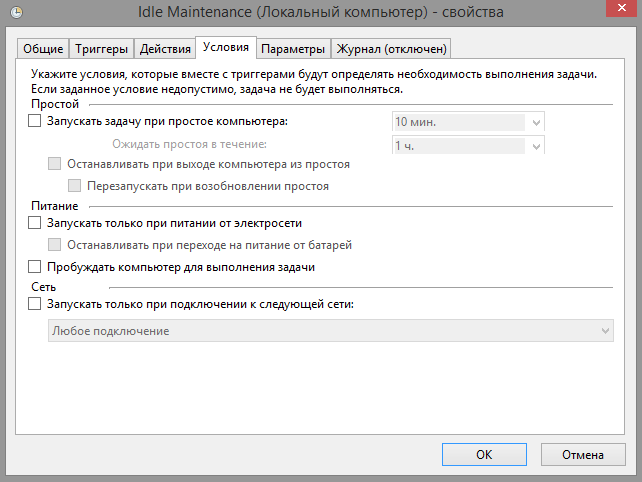 Idle Maintenance (Локальный компьютер) - свойства
Общие Триггеры Действия Условия Параметры Журнал (отключен)
Укажите условия, которые вместе с триггерами будут определять необходимость выполнения задачи.
Если заданное условие недопустимо, задача не будет выполняться.
Простой
Запускать задачу при простое компьютера: 10 мин.
Ожидать простоя в течение: 1 ч.
Останавливать при выходе компьютера из простоя
Перезапускать при возобновлении простоя
Питание
Запускать только при питании от электросети
Останавливать при переходе на питание от батарей
Пробуждать компьютер для выполнения задачи
Сеть
Запускать только при подключении к следующей сети:
Любое подключение
ОК Отмена